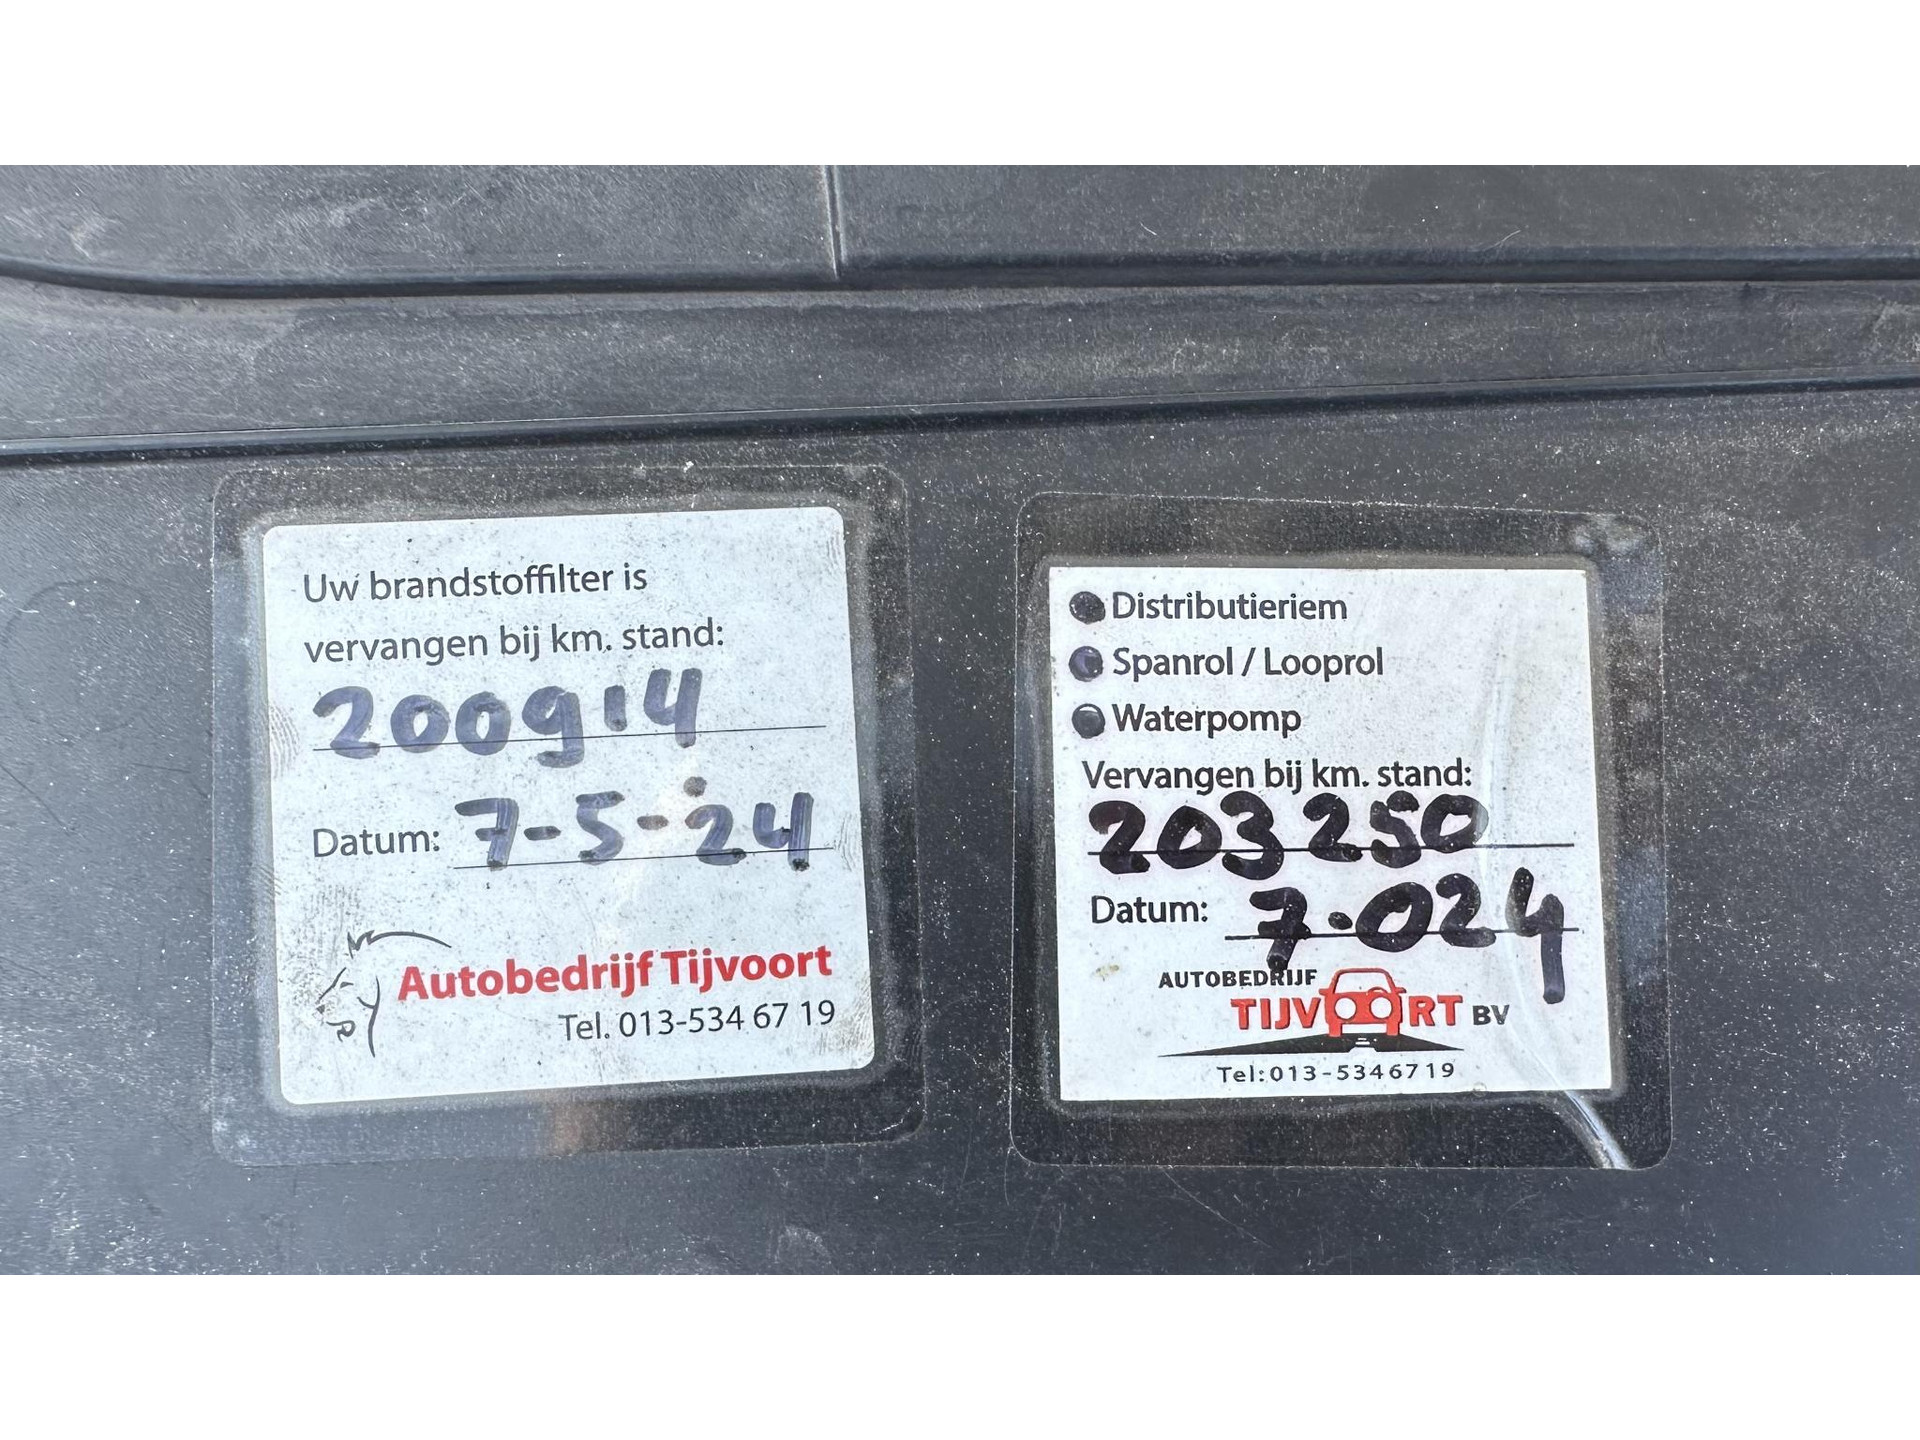 Uw brandstoffilter is
vervangen bij km. stand:
200914
Datum: 7-5-24
Autobedrijf Tijvoort
Tel. 013-534 67 19
Distributieriem
Spanrol / Looprol
Waterpomp
Vervangen bij km. stand:
203250
Datum: 7-024
AUTOBEDRIJF
TIJVOORT BV
Tel:013-5346719